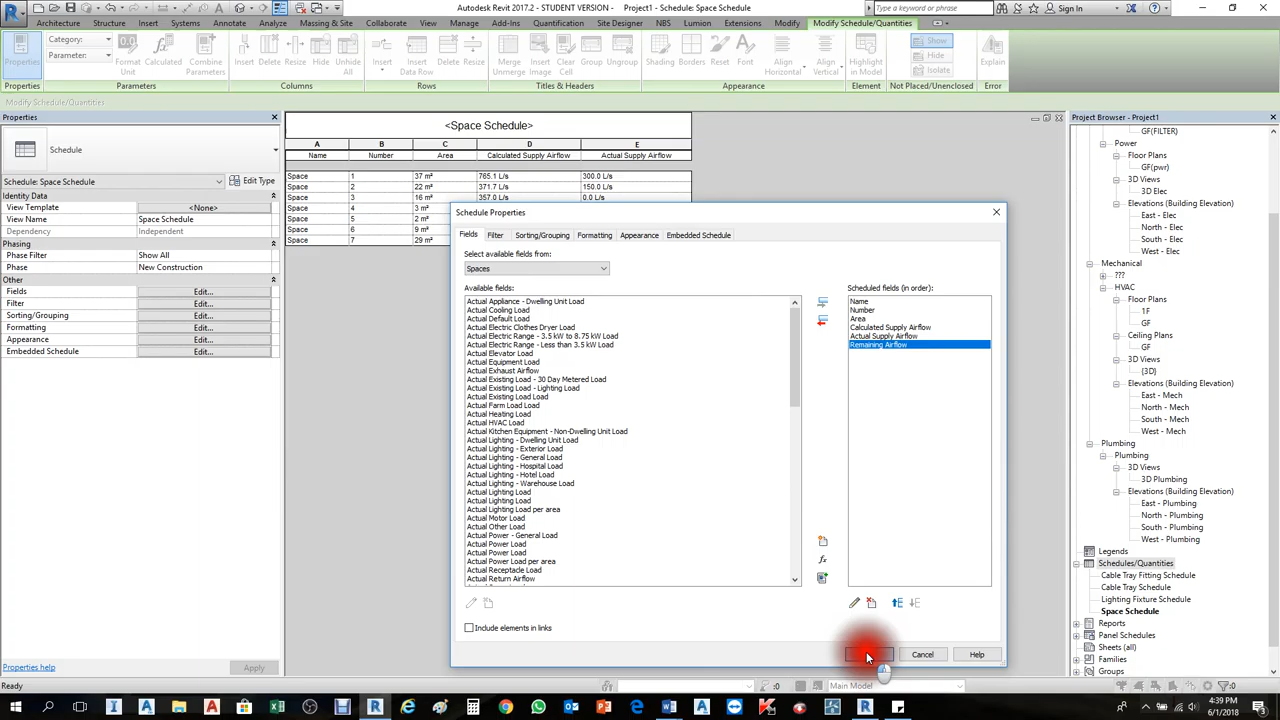 Autodesk Revit 2017.2 - STUDENT VERSION - Project1 - Schedule: Space Schedule
Type a keyword or phrase
Sign In
Architecture Structure Insert Systems Annotate Analyze Massing & Site Collaborate View Manage Add-Ins Quantification Site Designer NBS Lumion Extensions Modify Modify Schedule/Quantities
Properties
Category:
Parameter:
Format Unit
Calculated
Combine Parameters
Insert
Delete
Resize
Hide
Unhide All
Insert
Insert Data Row
Delete
Resize
Merge Unmerge
Insert Image
Clear Cell
Group
Ungroup
Shading
Borders
Reset
Font
Align Horizontal
Align Vertical
Highlight in Model
Show
Hide
Isolate
Explain
Properties Parameters Columns Rows Titles & Headers Appearance Element Not Placed/Unenclosed Error
Modify Schedule/Quantities
Properties
Schedule
Schedule: Space Schedule
Edit Type
Identity Data
View Template <None>
View Name Space Schedule
Dependency Independent
Phasing
Phase Filter Show All
Phase New Construction
Other
Fields Edit...
Filter Edit...
Sorting/Grouping Edit...
Formatting Edit...
Appearance Edit...
Embedded Schedule Edit...
Properties help
Apply
<Space Schedule>
A B C D E
Name Number Area Calculated Supply Airflow Actual Supply Airflow
Space 1 37 m² 765.1 L/s 300.0 L/s
Space 2 22 m² 371.7 L/s 150.0 L/s
Space 3 16 m² 357.0 L/s 0.0 L/s
Space 4 3 m²
Space 5 2 m²
Space 6 9 m²
Space 7 29 m²
Schedule Properties
Fields Filter Sorting/Grouping Formatting Appearance Embedded Schedule
Select available fields from:
Spaces
Available fields:
Actual Appliance - Dwelling Unit Load
Actual Cooling Load
Actual Default Load
Actual Electric Clothes Dryer Load
Actual Electric Range - 3.5 kW to 8.75 kW Load
Actual Electric Range - Less than 3.5 kW Load
Actual Elevator Load
Actual Equipment Load
Actual Exhaust Airflow
Actual Existing Load - 30 Day Metered Load
Actual Existing Load - Lighting Load
Actual Existing Load Load
Actual Farm Load Load
Actual Heating Load
Actual HVAC Load
Actual Kitchen Equipment - Non-Dwelling Unit Load
Actual Lighting - Dwelling Unit Load
Actual Lighting - Exterior Load
Actual Lighting - General Load
Actual Lighting - Hospital Load
Actual Lighting - Hotel Load
Actual Lighting - Warehouse Load
Actual Lighting Load
Actual Lighting Load
Actual Lighting Load per area
Actual Motor Load
Actual Other Load
Actual Power - General Load
Actual Power Load
Actual Power Load
Actual Power Load per area
Actual Receptacle Load
Actual Return Airflow
Scheduled fields (in order):
Name
Number
Area
Calculated Supply Airflow
Actual Supply Airflow
Remaining Airflow
fx
Include elements in links
Cancel
Help
Project Browser - Project1
GF(FILTER)
Power
Floor Plans
GF(pwr)
3D Views
3D Elec
Elevations (Building Elevation)
East - Elec
North - Elec
South - Elec
West - Elec
Mechanical
???
HVAC
Floor Plans
1F
GF
Ceiling Plans
GF
3D Views
{3D}
Elevations (Building Elevation)
East - Mech
North - Mech
South - Mech
West - Mech
Plumbing
Plumbing
3D Views
3D Plumbing
Elevations (Building Elevation)
East - Plumbing
North - Plumbing
South - Plumbing
West - Plumbing
Legends
Schedules/Quantities
Cable Tray Fitting Schedule
Cable Tray Schedule
Lighting Fixture Schedule
Space Schedule
Reports
Panel Schedules
Sheets (all)
Families
Groups
Ready
:0
Main Model
:0
4:39 PM
6/1/2018